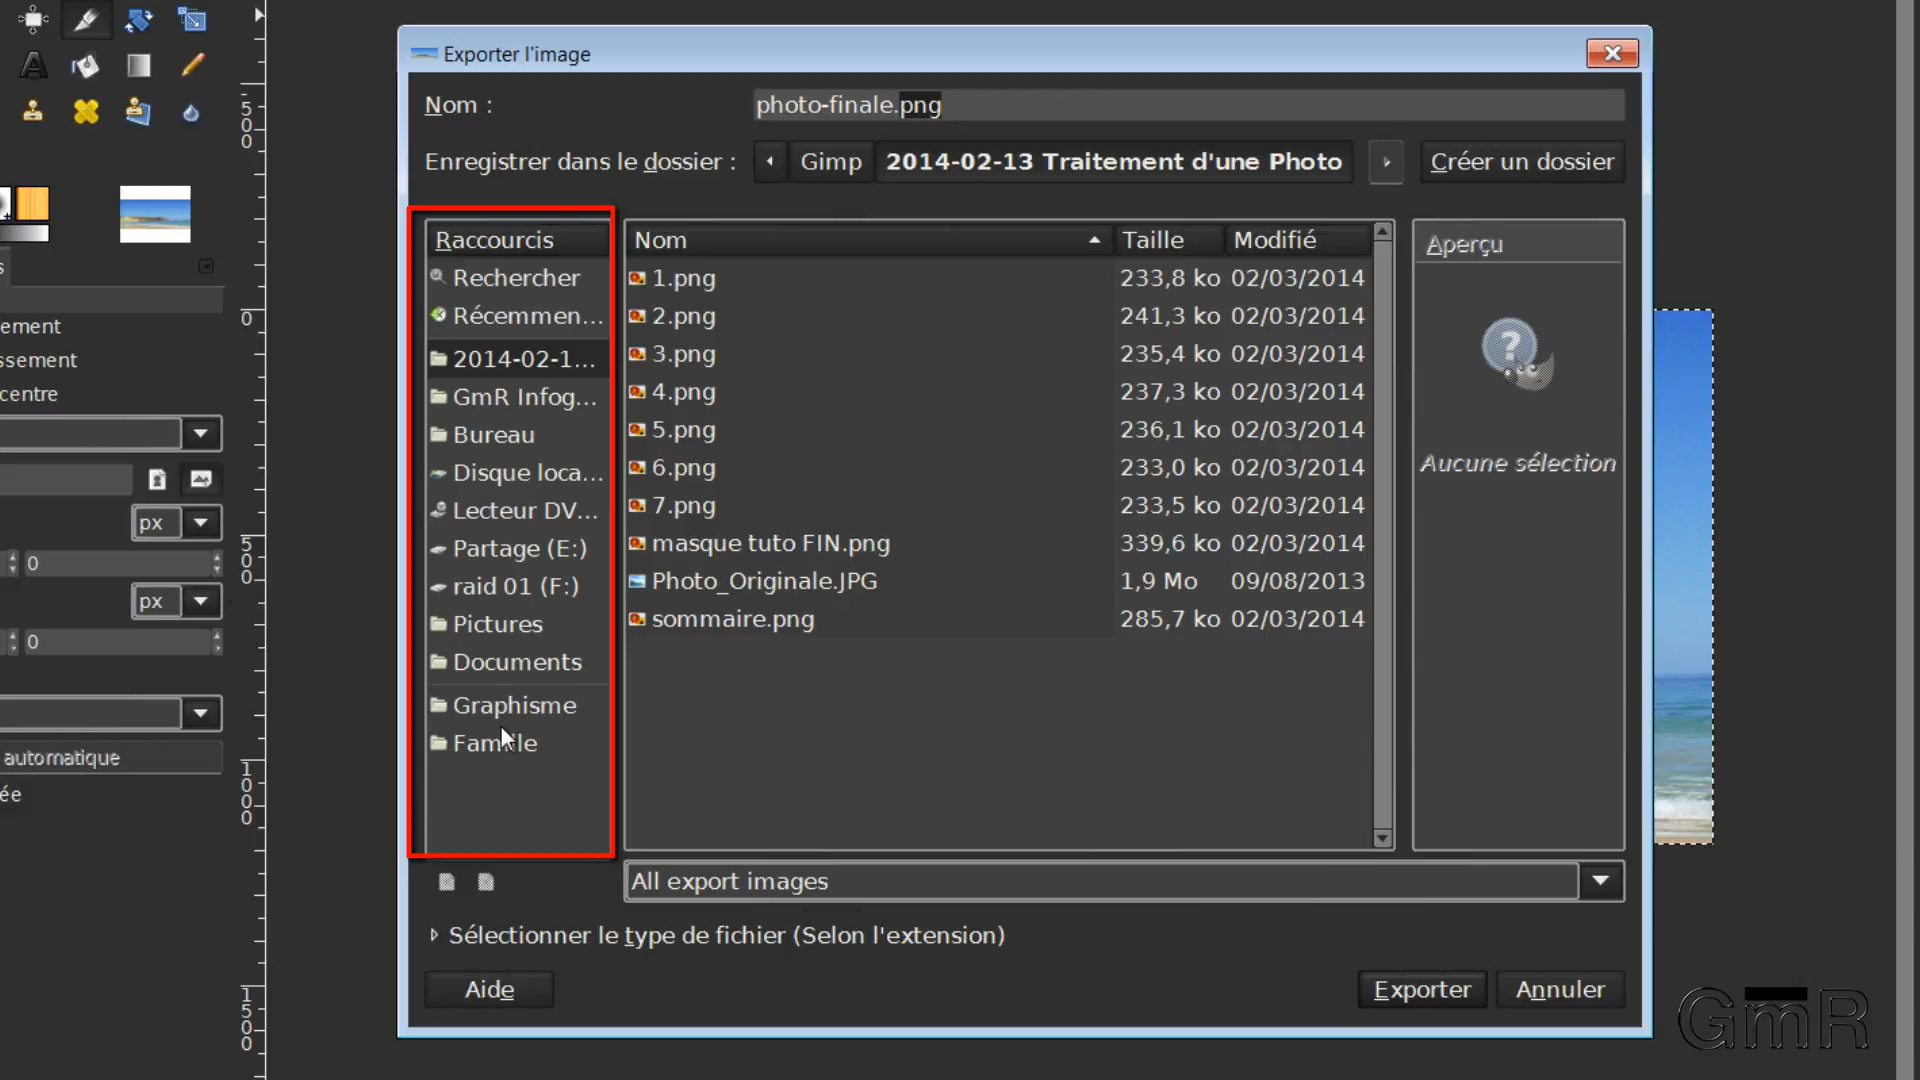 Exporter l'image
Nom :
photo-finale.png
Enregistrer dans le dossier :
Gimp
2014-02-13 Traitement d'une Photo
Créer un dossier
Raccourcis
Rechercher
Récemmen...
2014-02-1...
GmR Infog...
Bureau
Disque loca...
Lecteur DV...
Partage (E:)
raid 01 (F:)
Pictures
Documents
Graphisme
Famille
Nom Taille Modifié
1.png 233,8 ko 02/03/2014
2.png 241,3 ko 02/03/2014
3.png 235,4 ko 02/03/2014
4.png 237,3 ko 02/03/2014
5.png 236,1 ko 02/03/2014
6.png 233,0 ko 02/03/2014
7.png 233,5 ko 02/03/2014
masque tuto FIN.png 339,6 ko 02/03/2014
Photo_Originale.JPG 1,9 Mo 09/08/2013
sommaire.png 285,7 ko 02/03/2014
Aperçu
Aucune sélection
All export images
Sélectionner le type de fichier (Selon l'extension)
Aide
Exporter
Annuler
s
ement
ssement
centre
px
0
px
0
automatique
ée
500
0
500
1000
1500
GmR